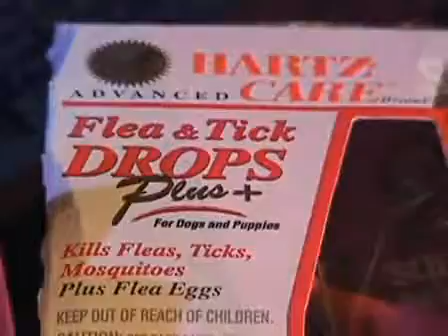 HARTZ
ADVANCED CARE
Flea & Tick
DROPS
Plus+
For Dogs and Puppies
Kills Fleas, Ticks,
Mosquitoes
Plus Flea Eggs
KEEP OUT OF REACH OF CHILDREN.
CAUTION: